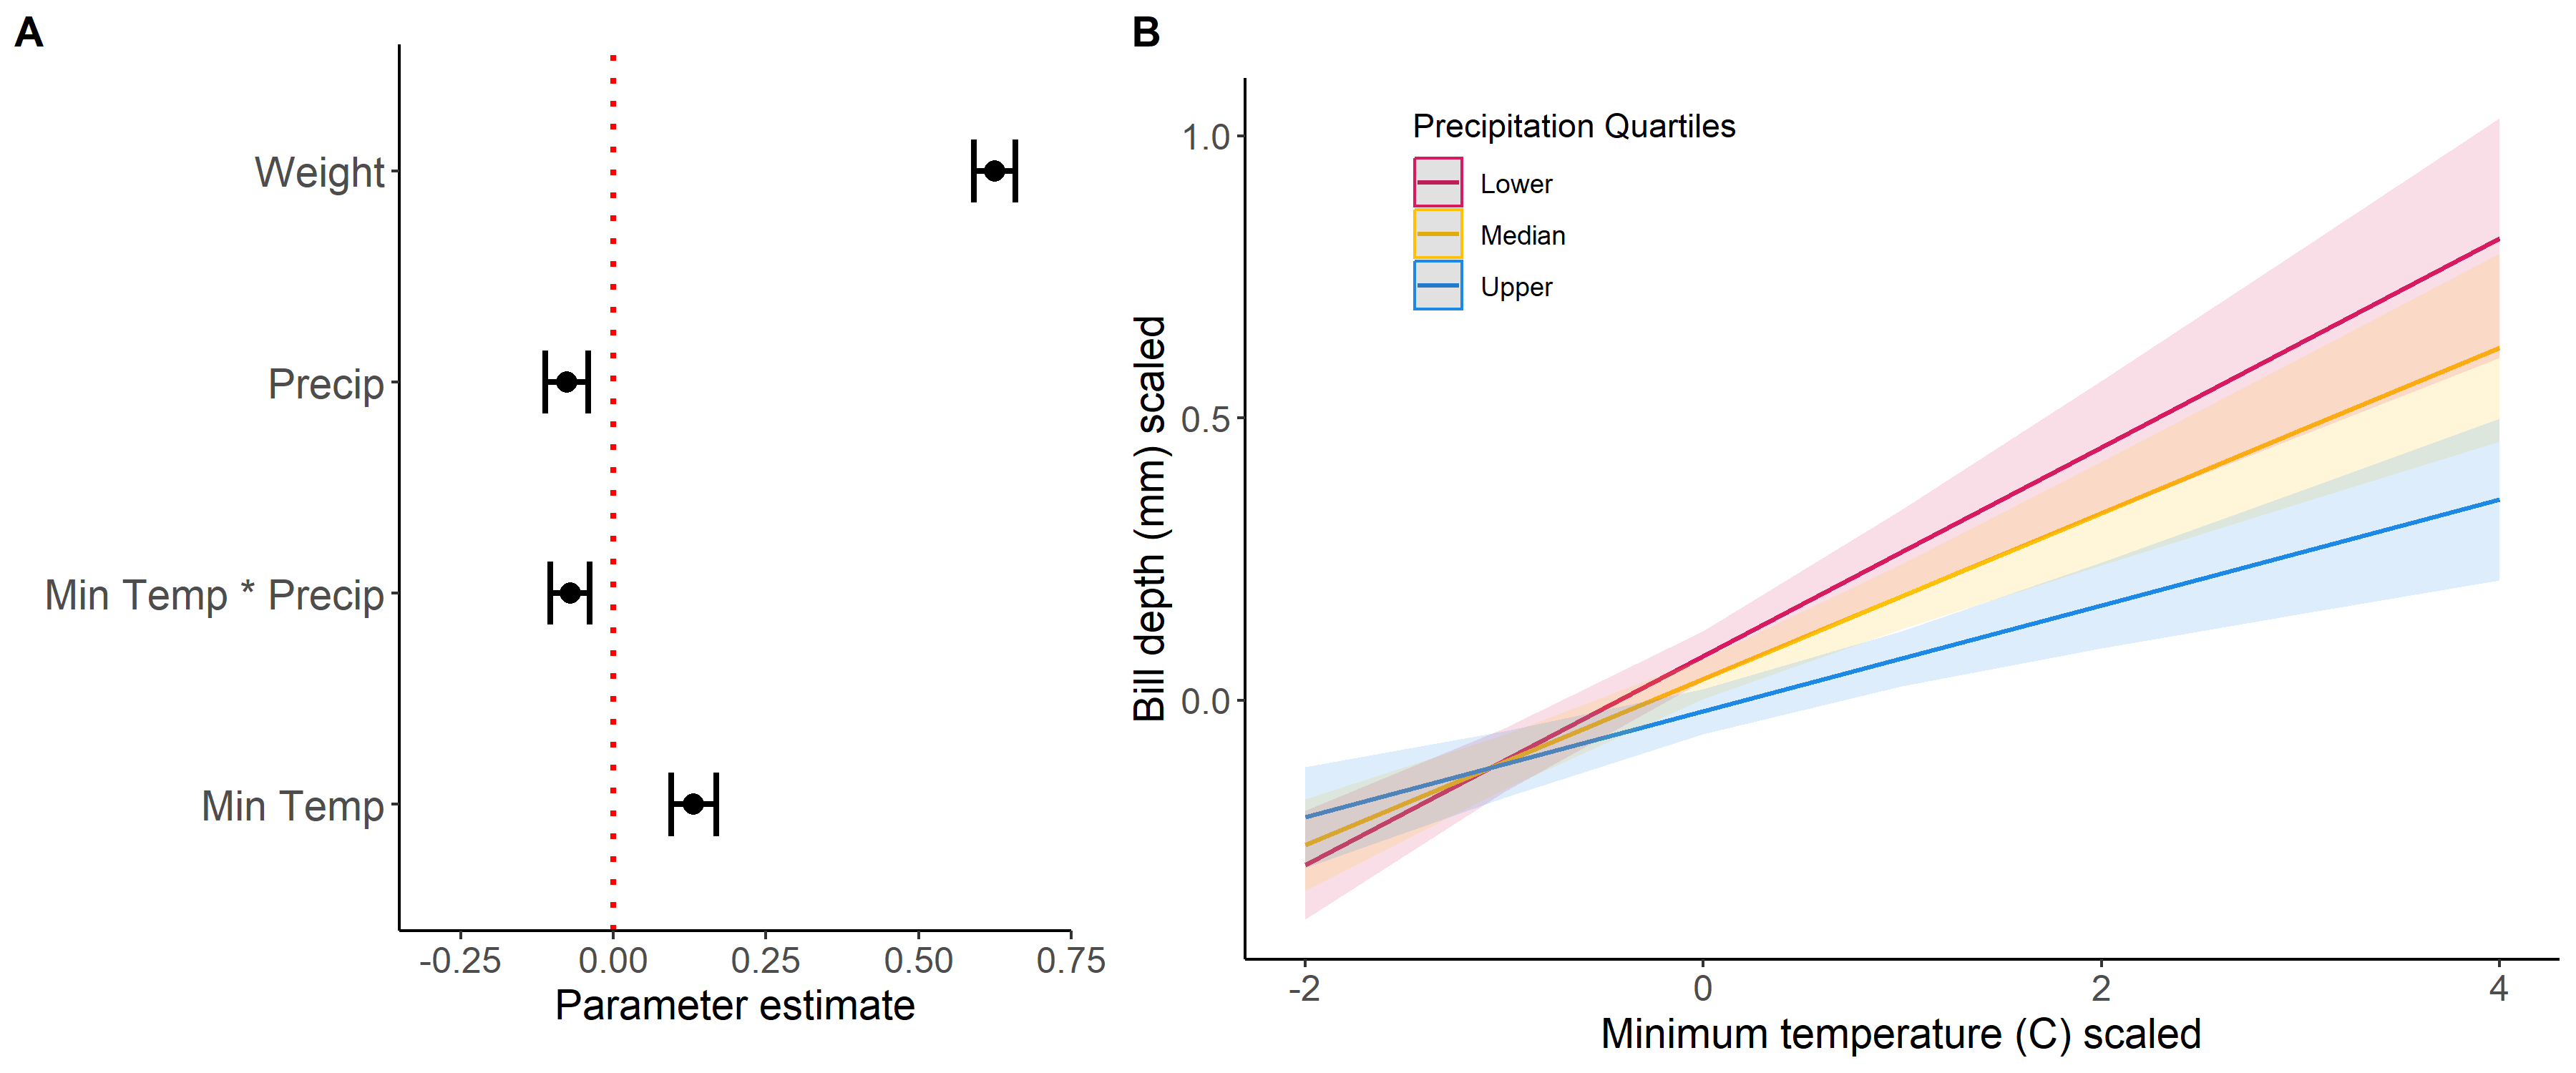 A
Weight
Precip
Min Temp * Precip
Min Temp
-0.25 0.00 0.25 0.50 0.75
Parameter estimate
B
Precipitation Quartiles
Lower
Median
Upper
1.0
0.5
0.0
Bill depth (mm) scaled
-2 0 2 4
Minimum temperature (C) scaled